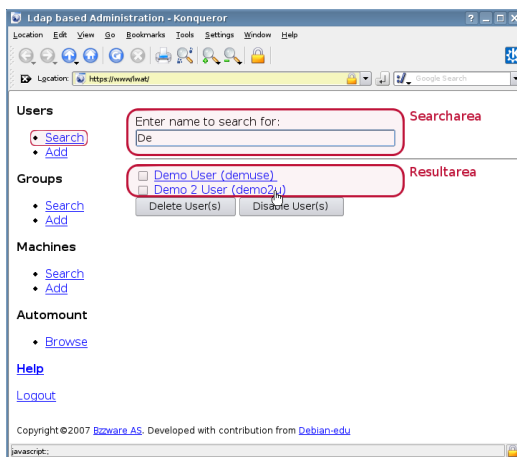 Ldap based Administration - Konqueror
Location Edit View Go Bookmarks Tools Settings Window Help
Location: https://www/lwat/ Google Search
Users
Search
Add
Groups
Search
Add
Machines
Search
Add
Automount
Browse
Help
Logout
Enter name to search for:
De
Searcharea
Demo User (demuse)
Demo 2 User (demo2u)
Resultarea
Delete User(s) Disable User(s)
Copyright ©2007 Bzzware AS. Developed with contribution from Debian-edu
javascript:;